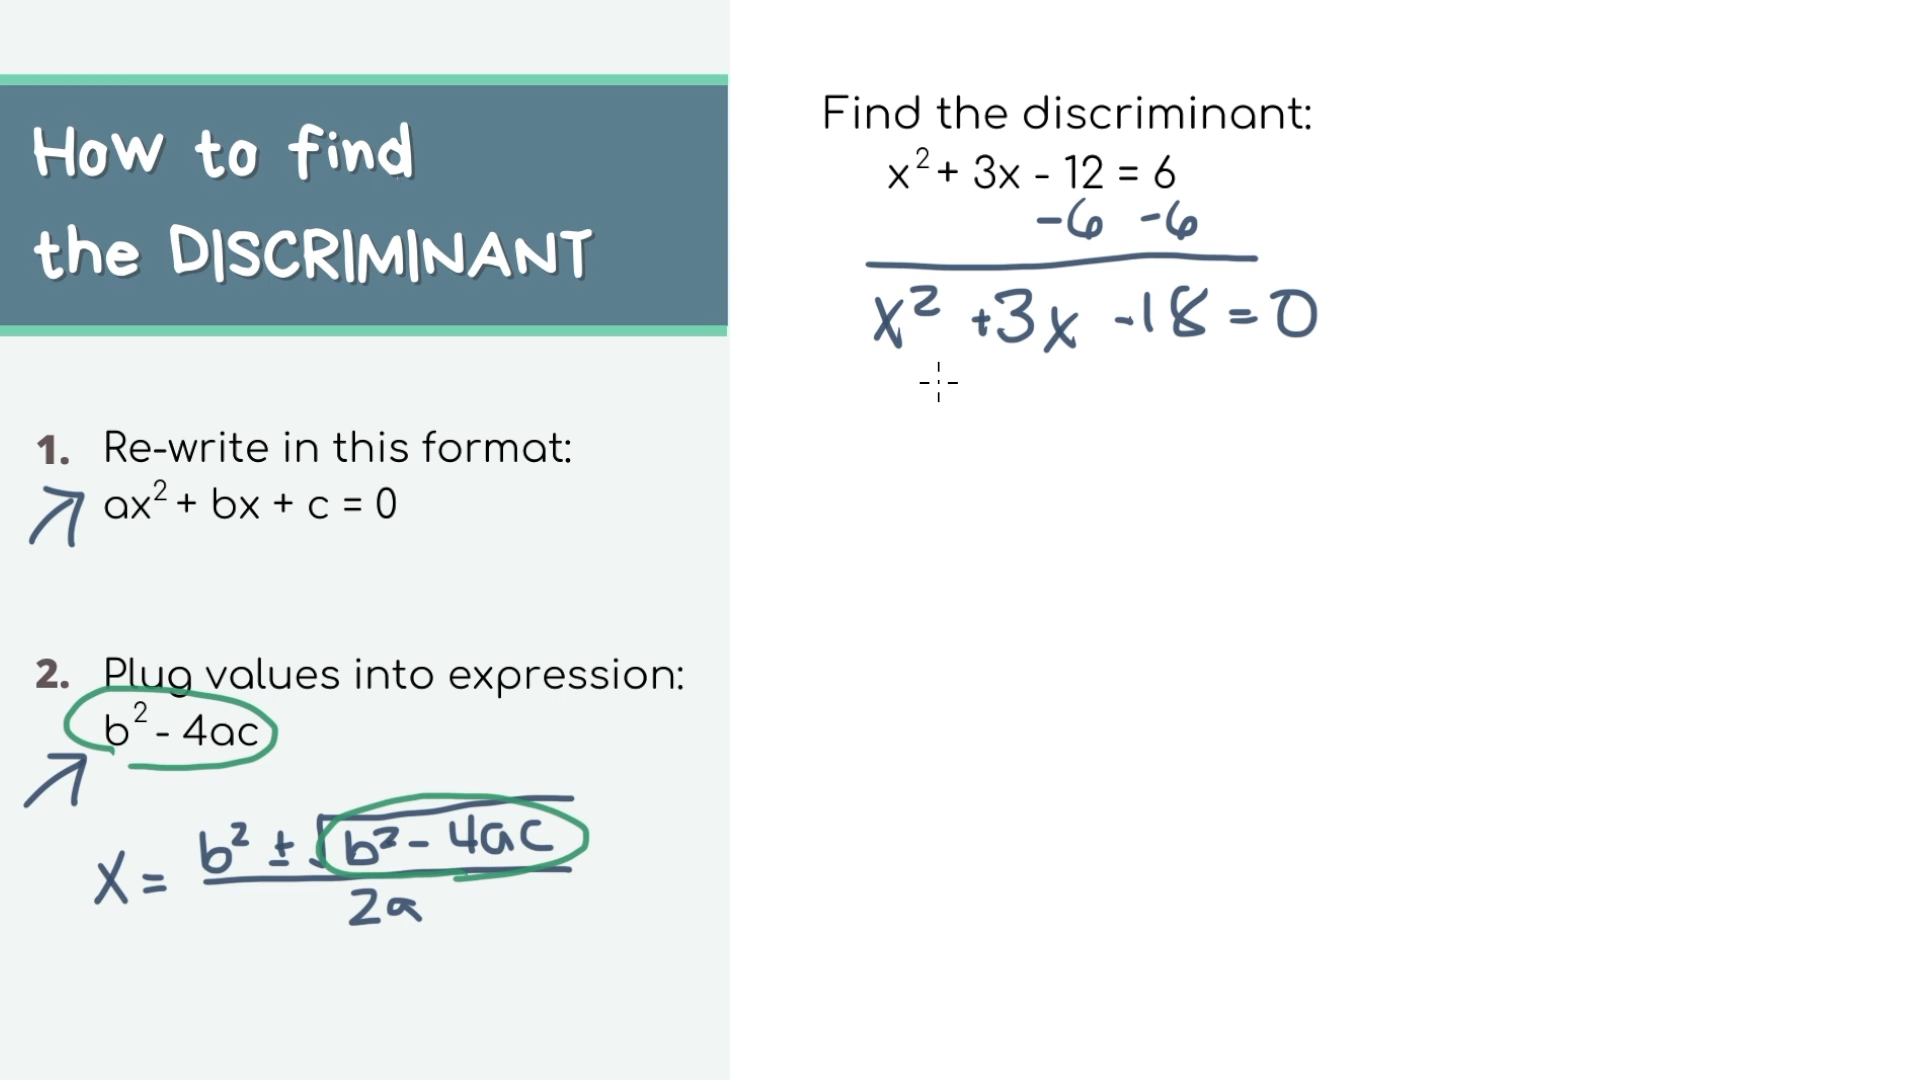 How to find
the DISCRIMINANT
1. Re-write in this format:
ax² + bx + c = 0
2. Plug values into expression:
b² - 4ac
x = b² ± √b² - 4ac
2a
Find the discriminant:
x² + 3x - 12 = 6
-6 -6
x² +3x -18 = 0